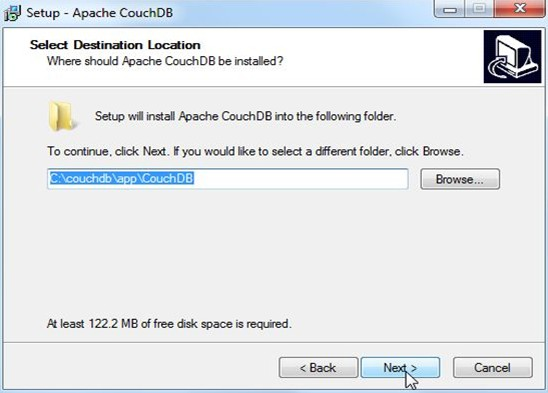 Setup - Apache CouchDB
Select Destination Location
Where should Apache CouchDB be installed?
Setup will install Apache CouchDB into the following folder.
To continue, click Next. If you would like to select a different folder, click Browse.
C:\couchdb\app\CouchDB
Browse...
At least 122.2 MB of free disk space is required.
< Back
Next >
Cancel